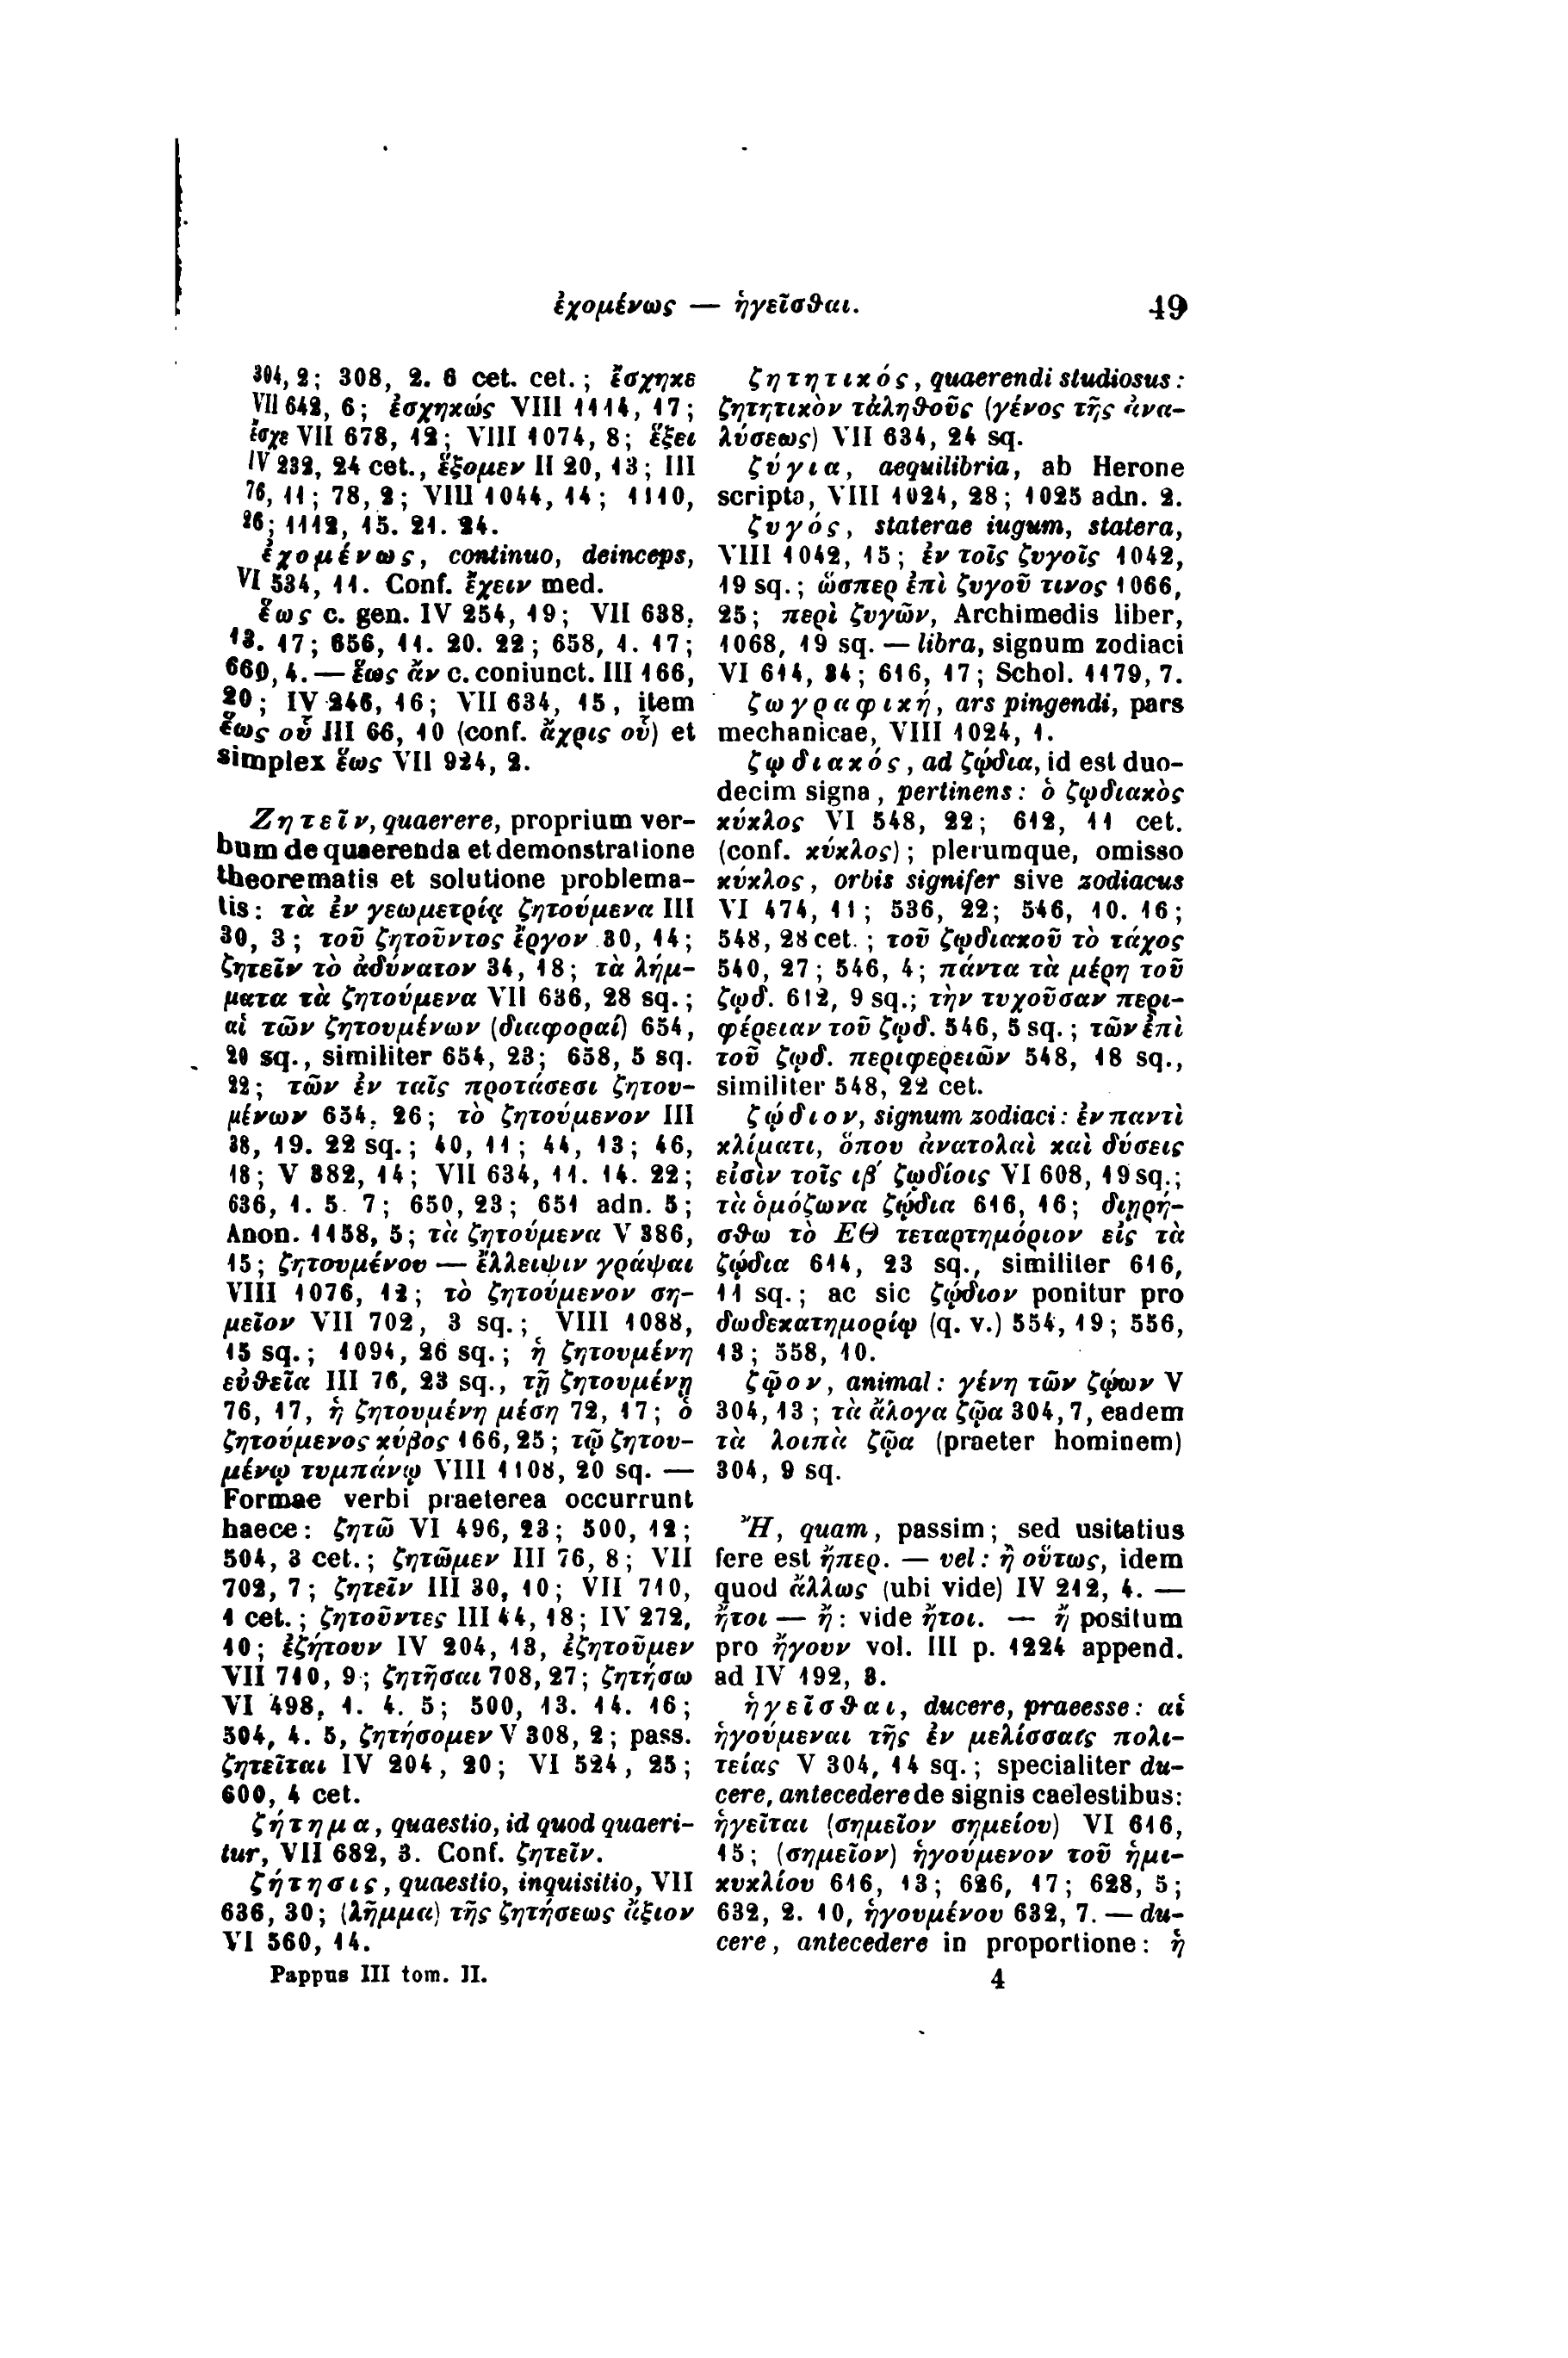 ἐχομένως — ἡγεῖσθαι. 49
304, 2; 308, 2. 6 cet. cet.; ἔσχηκε
VII 642, 6; ἐσχηκώς VIII 1114, 17;
ἔσχε VII 678, 12; VIII 1074, 8; ἕξει
IV 232, 24 cet., ἕξομεν II 20, 13; III
76, 11; 78, 2; VIII 1044, 14; 1110,
26; 1112, 15. 21. 24.
ἐχομένως, continuo, deinceps,
VI 534, 11. Conf. ἔχειν med.
ἕως c. gen. IV 254, 19; VII 638,
13. 17; 656, 11. 20. 22; 658, 1. 17;
660, 4. — ἕως ἄν c. coniunct. III 166,
20; IV 246, 16; VII 634, 15, item
ἕως οὗ III 66, 10 (conf. ἄχρις οὗ) et
simplex ἕως VII 924, 2.
Ζητεῖν, quaerere, proprium ver-
bum de quaerenda et demonstratione
theorematis et solutione problema-
tis: τὰ ἐν γεωμετρίᾳ ζητούμενα III
30, 3; τοῦ ζητοῦντος ἔργον 30, 14;
ζητεῖν τὸ ἀδύνατον 34, 18; τὰ λήμ-
ματα τὰ ζητούμενα VII 636, 28 sq.;
αἱ τῶν ζητουμένων (διαφοραί) 654,
20 sq., similiter 654, 23; 658, 5 sq.
22; τῶν ἐν ταῖς προτάσεσι ζητου-
μένων 654, 26; τὸ ζητούμενον III
38, 19. 22 sq.; 40, 11; 44, 13; 46,
18; V 382, 14; VII 634, 11. 14. 22;
636, 1. 5. 7; 650, 23; 651 adn. 5;
Anon. 1158, 5; τὰ ζητούμενα V 386,
15; ζητουμένου — ἔλλειψιν γράψαι
VIII 1076, 12; τὸ ζητούμενον ση-
μεῖον VII 702, 3 sq.; VIII 1088,
15 sq.; 1094, 26 sq.; ἡ ζητουμένη
εὐθεῖα III 76, 23 sq., τῇ ζητουμένῃ
76, 17, ἡ ζητουμένη μέση 72, 17; ὁ
ζητούμενος κύβος 166, 25; τῷ ζητου-
μένῳ τυμπάνῳ VIII 1108, 20 sq. —
Formae verbi praeterea occurrunt
haece: ζητῶ VI 496, 23; 500, 12;
504, 3 cet.; ζητῶμεν III 76, 8; VII
702, 7; ζητεῖν III 30, 10; VII 710,
1 cet.; ζητοῦντες III 44, 18; IV 272,
10; ἐζήτουν IV 204, 13, ἐζητοῦμεν
VII 710, 9; ζητῆσαι 708, 27; ζητήσω
VI 498, 1. 4. 5; 500, 13. 14. 16;
504, 4. 5, ζητήσομεν V 308, 2; pass.
ζητεῖται IV 204, 20; VI 524, 25;
600, 4 cet.
ζήτημα, quaestio, id quod quaeri-
tur, VII 682, 3. Conf. ζητεῖν.
ζήτησις, quaestio, inquisitio, VII
636, 30; (λῆμμα) τῆς ζητήσεως ἄξιον
VI 560, 14.
Pappus III tom. II.
ζητητικός, quaerendi studiosus:
ζητητικὸν τἀληθοῦς (γένος τῆς ἀνα-
λύσεως) VII 634, 24 sq.
ζύγια, aequilibria, ab Herone
scripta, VIII 1024, 28; 1025 adn. 2.
ζυγός, staterae iugum, statera,
VIII 1042, 15; ἐν τοῖς ζυγοῖς 1042,
19 sq.; ὥσπερ ἐπὶ ζυγοῦ τινος 1066,
25; περὶ ζυγῶν, Archimedis liber,
1068, 19 sq. — libra, signum zodiaci
VI 614, 24; 616, 17; Schol. 1179, 7.
ζωγραφική, ars pingendi, pars
mechanicae, VIII 1024, 1.
ζῳδιακός, ad ζῴδια, id est duo-
decim signa, pertinens: ὁ ζῳδιακὸς
κύκλος VI 548, 22; 612, 11 cet.
(conf. κύκλος); plerumque, omisso
κύκλος, orbis signifer sive zodiacus
VI 474, 11; 536, 22; 546, 10. 16;
548, 28 cet.; τοῦ ζῳδιακοῦ τὸ τάχος
540, 27; 546, 4; πάντα τὰ μέρη τοῦ
ζῳδ. 612, 9 sq.; τὴν τυχοῦσαν περι-
φέρειαν τοῦ ζῳδ. 546, 5 sq.; τῶν ἐπὶ
τοῦ ζῳδ. περιφερειῶν 548, 18 sq.,
similiter 548, 22 cet.
ζῴδιον, signum zodiaci: ἐν παντὶ
κλίματι, ὅπου ἀνατολαὶ καὶ δύσεις
εἰσὶν τοῖς ιβ′ ζῳδίοις VI 608, 19 sq.;
τὰ ὁμόζωνα ζῴδια 616, 16; διῃρή-
σθω τὸ ΕΘ τεταρτημόριον εἰς τὰ
ζῴδια 614, 23 sq., similiter 616,
11 sq.; ac sic ζῴδιον ponitur pro
δωδεκατημορίῳ (q. v.) 554, 19; 556,
13; 558, 10.
ζῷον, animal: γένη τῶν ζῴων V
304, 13; τὰ ἄλογα ζῷα 304, 7, eadem
τὰ λοιπὰ ζῷα (praeter hominem)
304, 9 sq.
Ἤ, quam, passim; sed usitatius
fere est ἤπερ. — vel: ἢ οὕτως, idem
quod ἄλλως (ubi vide) IV 212, 4. —
ἤτοι — ἤ: vide ἤτοι. — ἤ positum
pro ἤγουν vol. III p. 1224 append.
ad IV 192, 8.
ἡγεῖσθαι, ducere, praeesse: αἱ
ἡγούμεναι τῆς ἐν μελίσσαις πολι-
τείας V 304, 14 sq.; specialiter du-
cere, antecedere de signis caelestibus:
ἡγεῖται (σημεῖον σημείου) VI 616,
15; (σημεῖον) ἡγούμενον τοῦ ἡμι-
κυκλίου 616, 13; 626, 17; 628, 5;
632, 2. 10, ἡγουμένου 632, 7. — du-
cere, antecedere in proportione: ἡ
4